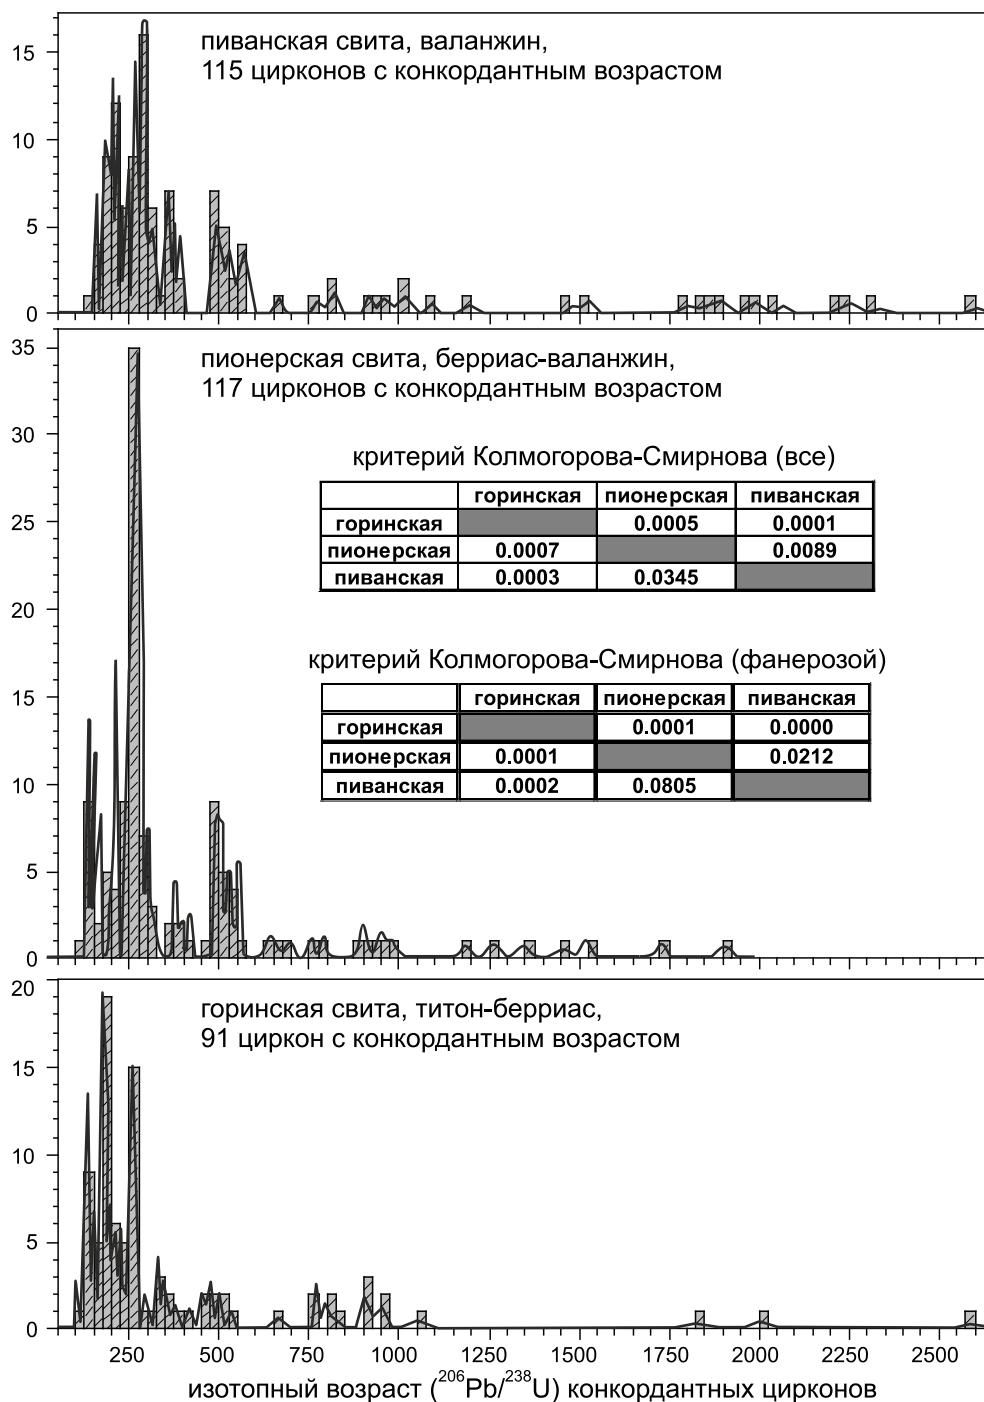 пиванская свита, валанжин,
115 цирконов с конкордантным возрастом
15
10
5
0
пионерская свита, берриас-валанжин,
117 цирконов с конкордантным возрастом
35
30
25
20
15
10
5
0
критерий Колмогорова-Смирнова (все)
горинская пионерская пиванская
горинская 0.0005 0.0001
пионерская 0.0007 0.0089
пиванская 0.0003 0.0345
критерий Колмогорова-Смирнова (фанерозой)
горинская пионерская пиванская
горинская 0.0001 0.0000
пионерская 0.0001 0.0212
пиванская 0.0002 0.0805
горинская свита, титон-берриас,
91 циркон с конкордантным возрастом
20
15
10
5
0
250 500 750 1000 1250 1500 1750 2000 2250 2500
изотопный возраст (²⁰⁶Pb/²³⁸U) конкордантных цирконов